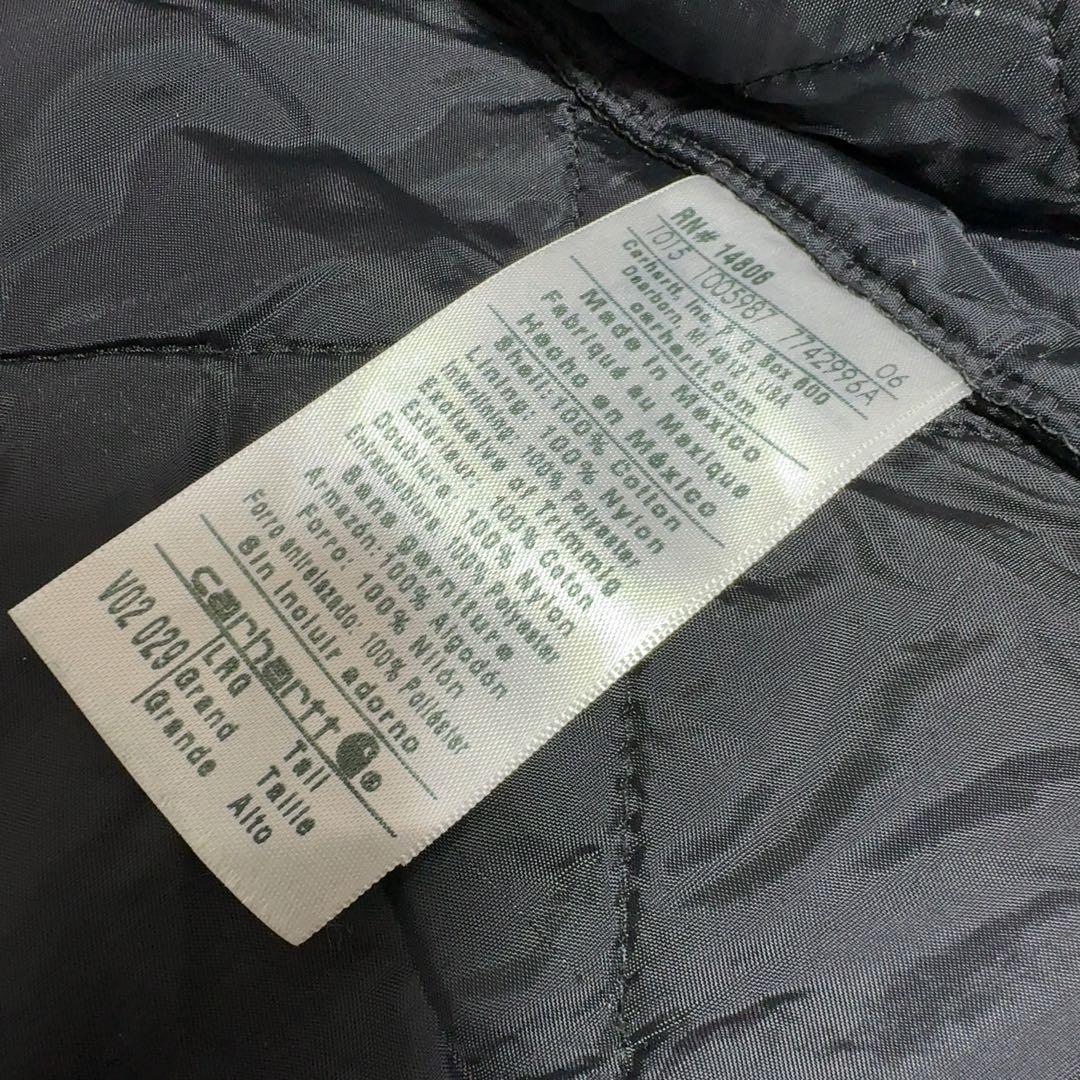 RN# 14806
1013 1005987 7742996A 06
Carhartt, Inc. P.O. Box 600
Dearborn, MI 48121 USA
carhartt.com
Made in Mexico
Fabriqué au Mexique
Hecho en México
Shell: 100% Cotton
Lining: 100% Nylon
Interlining: 100% Polyester
Exclusive of Trimming
Exterieur: 100% Coton
Doublure: 100% Nylon
Entredoublure: 100% Polyester
Sans garniture
Armazón: 100% Algodón
Forro: 100% Nilón
Forro entrelazado: 100% Poliéster
Sin incluir adorno
carhartt ®
V02 029 LRG Tall
Grand Taille
Grande Alto